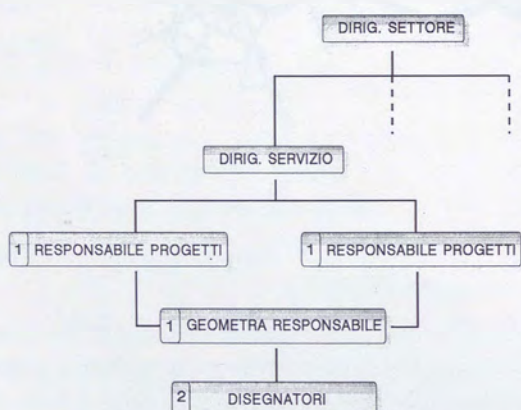 DIRIG. SETTORE
DIRIG. SERVIZIO
1 RESPONSABILE PROGETTI
1 RESPONSABILE PROGETTI
1 GEOMETRA RESPONSABILE
2 DISEGNATORI